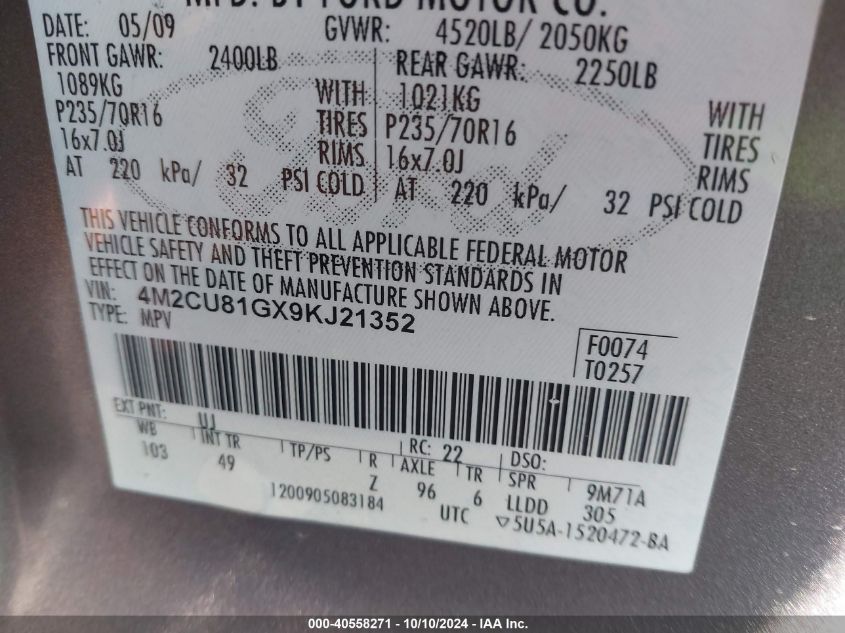 MFD. BY FORD MOTOR CO.
DATE: 05/09 GVWR: 4520LB/ 2050KG
FRONT GAWR: 2400LB REAR GAWR: 2250LB
1089KG WITH 1021KG WITH
P235/70R16 TIRES P235/70R16 TIRES
16x7.0J RIMS 16x7.0J RIMS
AT 220 kPa/ 32 PSI COLD AT 220 kPa/ 32 PSI COLD
THIS VEHICLE CONFORMS TO ALL APPLICABLE FEDERAL MOTOR
VEHICLE SAFETY AND THEFT PREVENTION STANDARDS IN
EFFECT ON THE DATE OF MANUFACTURE SHOWN ABOVE.
VIN: 4M2CU81GX9KJ21352
TYPE: MPV
F0074
T0257
EXT PNT: UJ RC: 22 DSO:
WB INT TR TP/PS R AXLE TR SPR 9M71A
103 49 Z 96 6 LLDD 305
1200905083184 UTC ▽5U5A-1520472-BA
000-40558271 - 10/10/2024 - IAA Inc.